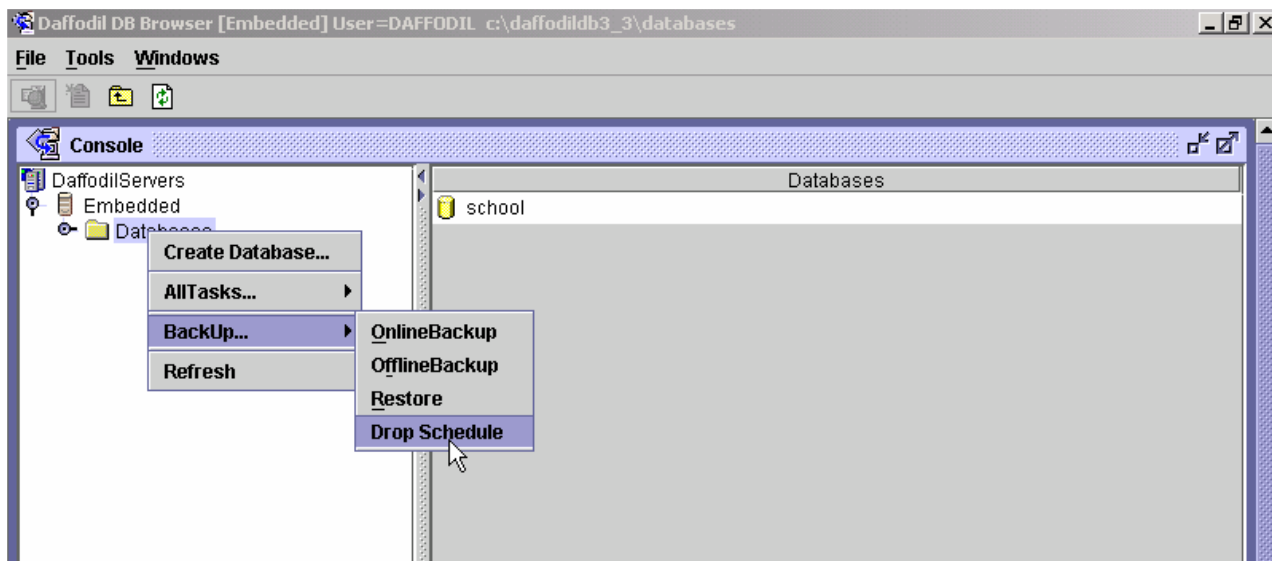 Daffodil DB Browser [Embedded] User=DAFFODIL c:\daffodildb3_3\databases
File Tools Windows
Console
DaffodilServers
Databases
Embedded
school
Databases
Create Database...
AllTasks...
BackUp...
OnlineBackup
OfflineBackup
Refresh
Restore
Drop Schedule